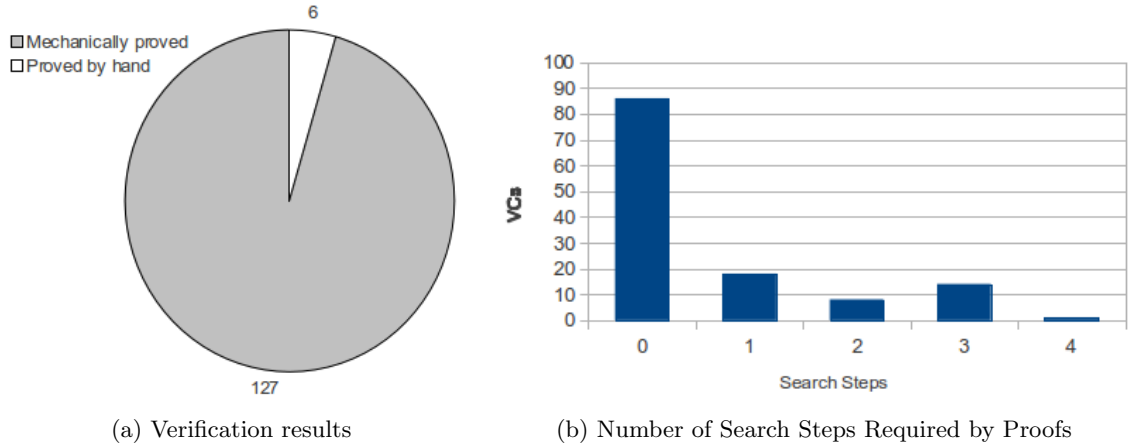 6
Mechanically proved
Proved by hand
127
(a) Verification results
100
90
80
70
60
50
40
30
20
10
0
VCs
0 1 2 3 4
Search Steps
(b) Number of Search Steps Required by Proofs